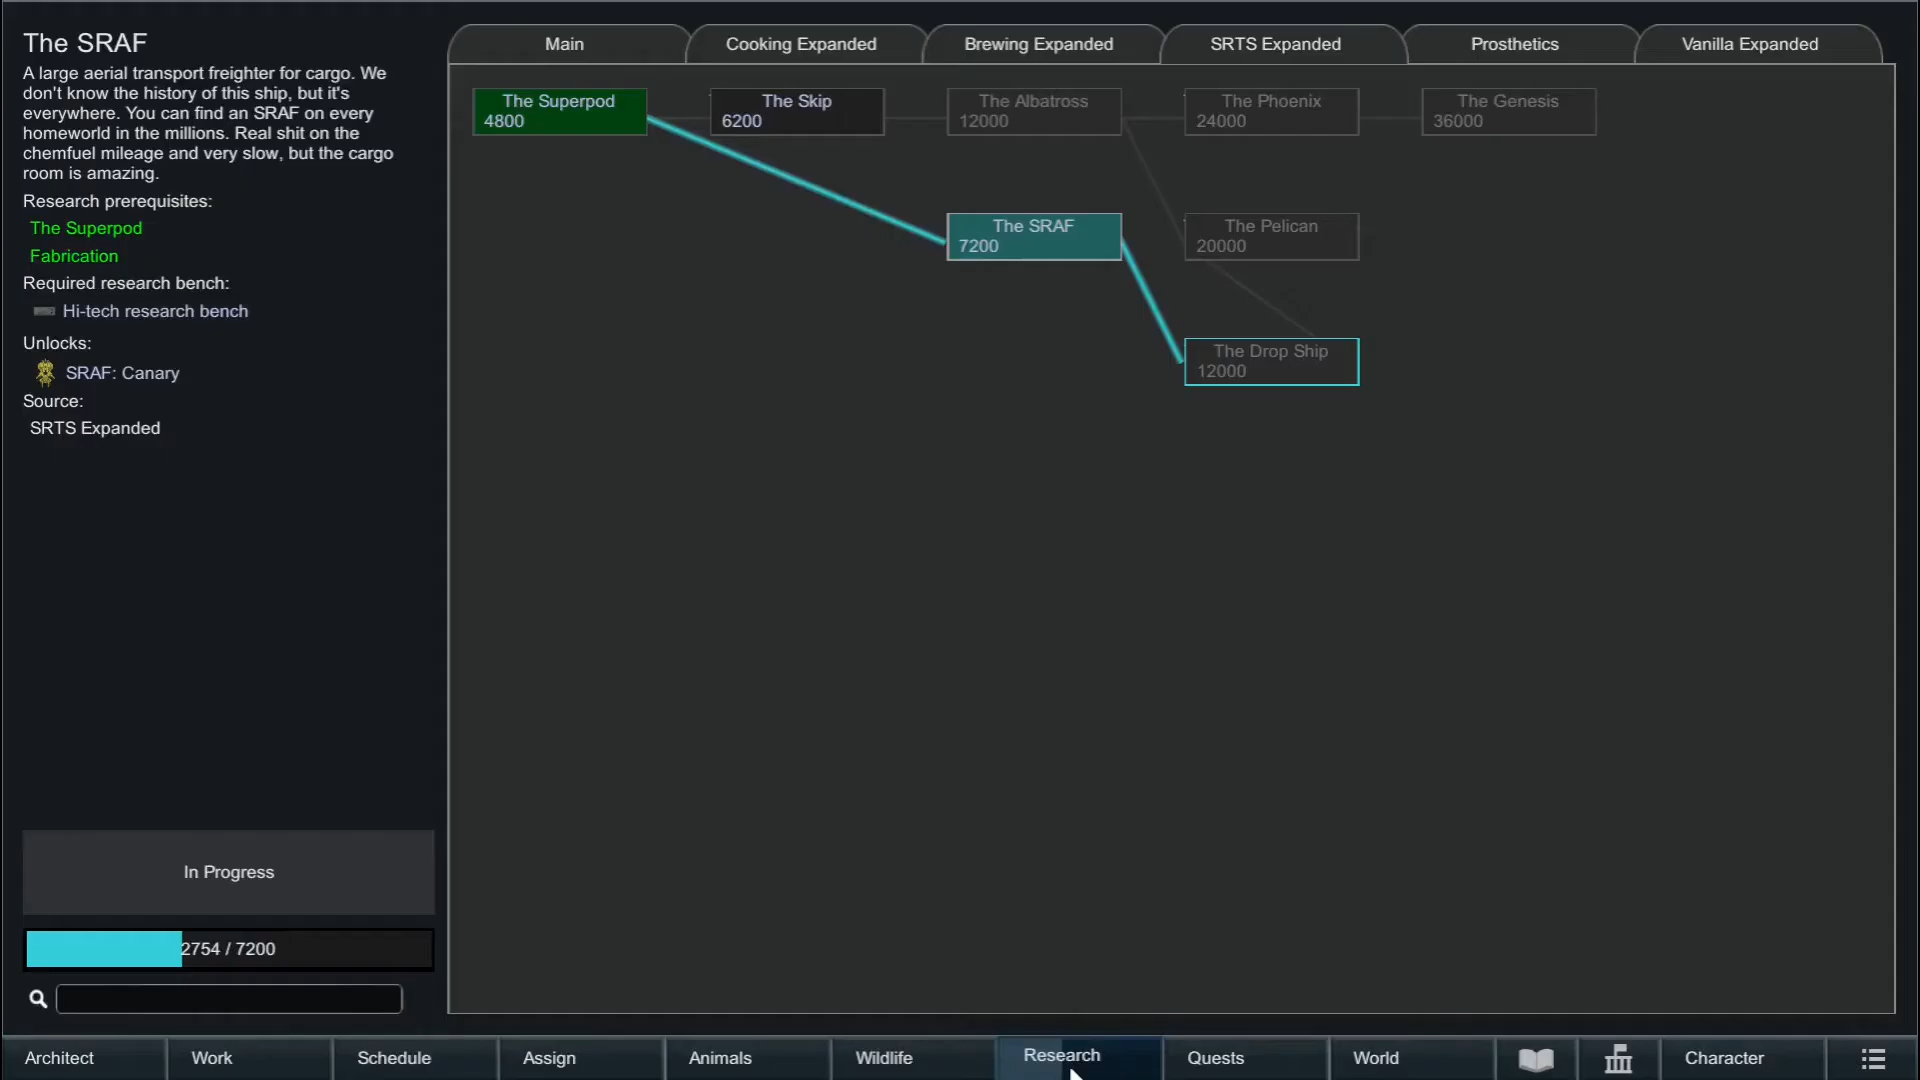 The SRAF
A large aerial transport freighter for cargo. We
don't know the history of this ship, but it's
everywhere. You can find an SRAF on every
homeworld in the millions. Real shit on the
chemfuel mileage and very slow, but the cargo
room is amazing.
Research prerequisites:
The Superpod
Fabrication
Required research bench:
Hi-tech research bench
Unlocks:
SRAF: Canary
Source:
SRTS Expanded
In Progress
2754 / 7200
Main
Cooking Expanded
Brewing Expanded
SRTS Expanded
Prosthetics
Vanilla Expanded
The Superpod
4800
The Skip
6200
The Albatross
12000
The Phoenix
24000
The Genesis
36000
The SRAF
7200
The Pelican
20000
The Drop Ship
12000
Architect
Work
Schedule
Assign
Animals
Wildlife
Research
Quests
World
Character